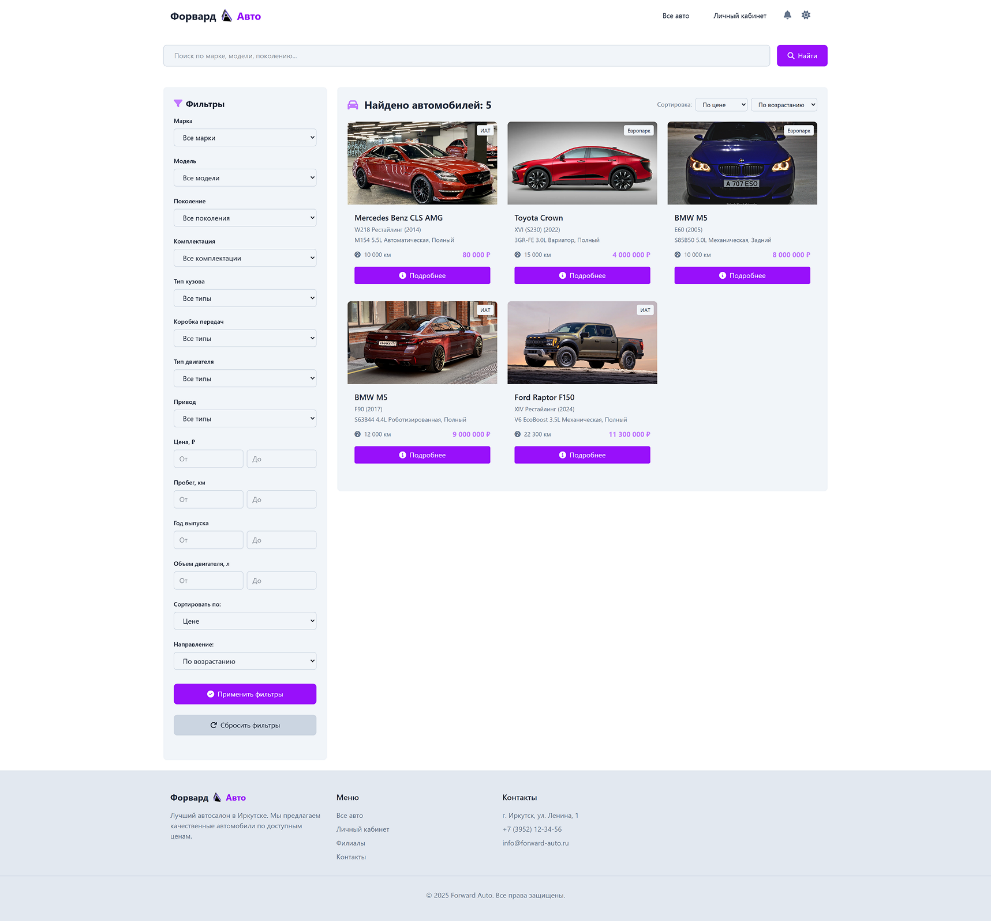 Форвард Авто
Все авто
Личный кабинет
Поиск по марке, модели, поколению...
Найти
Фильтры
Марка
Все марки
Модель
Все модели
Поколение
Все поколения
Комплектация
Все комплектации
Тип кузова
Все типы
Коробка передач
Все типы
Тип двигателя
Все типы
Привод
Все типы
Цена, ₽
От До
Пробег, км
От До
Год выпуска
От До
Объем двигателя, л
От До
Сортировать по:
Цене
Направление:
По возрастанию
Применить фильтры
Сбросить фильтры
Найдено автомобилей: 5
Сортировка: По цене По возрастанию
ИАТ
Mercedes Benz CLS AMG
W218 Рестайлинг (2014)
M154 5.5L Автоматическая, Полный
10 000 км 80 000 ₽
Подробнее
Европарк
Toyota Crown
XVI (S230) (2022)
3GR-FE 3.0L Вариатор, Полный
15 000 км 4 000 000 ₽
Подробнее
Европарк
А 707 ЕС
BMW M5
E60 (2005)
S85B50 5.0L Механическая, Задний
10 000 км 8 000 000 ₽
Подробнее
ИАТ
BMW M5
F90 (2017)
S63B44 4.4L Роботизированная, Полный
12 000 км 9 000 000 ₽
Подробнее
ИАТ
Ford Raptor F150
XIV Рестайлинг (2024)
V6 EcoBoost 3.5L Механическая, Полный
22 300 км 11 300 000 ₽
Подробнее
Форвард Авто
Лучший автосалон в Иркутске. Мы предлагаем
качественные автомобили по доступным
ценам.
Меню
Все авто
Личный кабинет
Филиалы
Контакты
Контакты
г. Иркутск, ул. Ленина, 1
+7 (3952) 12-34-56
info@forward-auto.ru
© 2025 Forward Auto. Все права защищены.